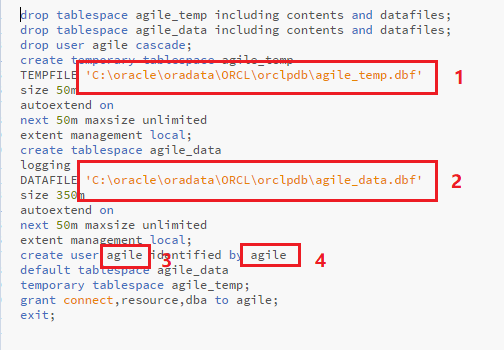 drop tablespace agile_temp including contents and datafiles;
drop tablespace agile_data including contents and datafiles;
drop user agile cascade;
create temporary tablespace agile_temp
TEMPFILE 'C:\oracle\oradata\ORCL\orclpdb\agile_temp.dbf' 1
size 50m
autoextend on
next 50m maxsize unlimited
extent management local;
create tablespace agile_data
logging
DATAFILE 'C:\oracle\oradata\ORCL\orclpdb\agile_data.dbf' 2
size 350m
autoextend on
next 50m maxsize unlimited
extent management local;
create user agile 3 identified by agile 4
default tablespace agile_data
temporary tablespace agile_temp;
grant connect,resource,dba to agile;
exit;